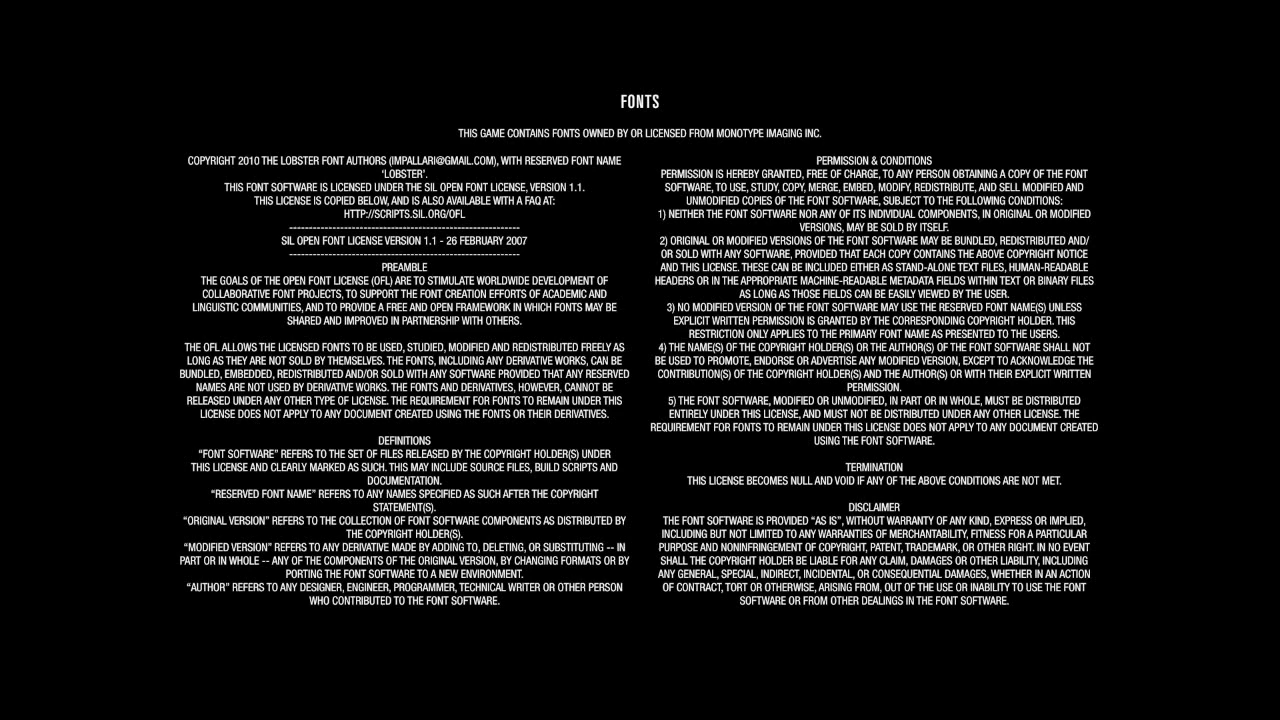 FONTS
THIS GAME CONTAINS FONTS OWNED BY OR LICENSED FROM MONOTYPE IMAGING INC.
COPYRIGHT 2010 THE LOBSTER FONT AUTHORS (IMPALLARI@GMAIL.COM), WITH RESERVED FONT NAME
'LOBSTER'.
THIS FONT SOFTWARE IS LICENSED UNDER THE SIL OPEN FONT LICENSE, VERSION 1.1.
THIS LICENSE IS COPIED BELOW, AND IS ALSO AVAILABLE WITH A FAQ AT:
HTTP://SCRIPTS.SIL.ORG/OFL
-----------------------------------------------------------
SIL OPEN FONT LICENSE VERSION 1.1 - 26 FEBRUARY 2007
-----------------------------------------------------------
PREAMBLE
THE GOALS OF THE OPEN FONT LICENSE (OFL) ARE TO STIMULATE WORLDWIDE DEVELOPMENT OF
COLLABORATIVE FONT PROJECTS, TO SUPPORT THE FONT CREATION EFFORTS OF ACADEMIC AND
LINGUISTIC COMMUNITIES, AND TO PROVIDE A FREE AND OPEN FRAMEWORK IN WHICH FONTS MAY BE
SHARED AND IMPROVED IN PARTNERSHIP WITH OTHERS.
THE OFL ALLOWS THE LICENSED FONTS TO BE USED, STUDIED, MODIFIED AND REDISTRIBUTED FREELY AS
LONG AS THEY ARE NOT SOLD BY THEMSELVES. THE FONTS, INCLUDING ANY DERIVATIVE WORKS, CAN BE
BUNDLED, EMBEDDED, REDISTRIBUTED AND/OR SOLD WITH ANY SOFTWARE PROVIDED THAT ANY RESERVED
NAMES ARE NOT USED BY DERIVATIVE WORKS. THE FONTS AND DERIVATIVES, HOWEVER, CANNOT BE
RELEASED UNDER ANY OTHER TYPE OF LICENSE. THE REQUIREMENT FOR FONTS TO REMAIN UNDER THIS
LICENSE DOES NOT APPLY TO ANY DOCUMENT CREATED USING THE FONTS OR THEIR DERIVATIVES.
DEFINITIONS
“FONT SOFTWARE” REFERS TO THE SET OF FILES RELEASED BY THE COPYRIGHT HOLDER(S) UNDER
THIS LICENSE AND CLEARLY MARKED AS SUCH. THIS MAY INCLUDE SOURCE FILES, BUILD SCRIPTS AND
DOCUMENTATION.
“RESERVED FONT NAME” REFERS TO ANY NAMES SPECIFIED AS SUCH AFTER THE COPYRIGHT
STATEMENT(S).
“ORIGINAL VERSION” REFERS TO THE COLLECTION OF FONT SOFTWARE COMPONENTS AS DISTRIBUTED BY
THE COPYRIGHT HOLDER(S).
“MODIFIED VERSION” REFERS TO ANY DERIVATIVE MADE BY ADDING TO, DELETING, OR SUBSTITUTING -- IN
PART OR IN WHOLE -- ANY OF THE COMPONENTS OF THE ORIGINAL VERSION, BY CHANGING FORMATS OR BY
PORTING THE FONT SOFTWARE TO A NEW ENVIRONMENT.
“AUTHOR” REFERS TO ANY DESIGNER, ENGINEER, PROGRAMMER, TECHNICAL WRITER OR OTHER PERSON
WHO CONTRIBUTED TO THE FONT SOFTWARE.
PERMISSION & CONDITIONS
PERMISSION IS HEREBY GRANTED, FREE OF CHARGE, TO ANY PERSON OBTAINING A COPY OF THE FONT
SOFTWARE, TO USE, STUDY, COPY, MERGE, EMBED, MODIFY, REDISTRIBUTE, AND SELL MODIFIED AND
UNMODIFIED COPIES OF THE FONT SOFTWARE, SUBJECT TO THE FOLLOWING CONDITIONS:
1) NEITHER THE FONT SOFTWARE NOR ANY OF ITS INDIVIDUAL COMPONENTS, IN ORIGINAL OR MODIFIED
VERSIONS, MAY BE SOLD BY ITSELF.
2) ORIGINAL OR MODIFIED VERSIONS OF THE FONT SOFTWARE MAY BE BUNDLED, REDISTRIBUTED AND/
OR SOLD WITH ANY SOFTWARE, PROVIDED THAT EACH COPY CONTAINS THE ABOVE COPYRIGHT NOTICE
AND THIS LICENSE. THESE CAN BE INCLUDED EITHER AS STAND-ALONE TEXT FILES, HUMAN-READABLE
HEADERS OR IN THE APPROPRIATE MACHINE-READABLE METADATA FIELDS WITHIN TEXT OR BINARY FILES
AS LONG AS THOSE FIELDS CAN BE EASILY VIEWED BY THE USER.
3) NO MODIFIED VERSION OF THE FONT SOFTWARE MAY USE THE RESERVED FONT NAME(S) UNLESS
EXPLICIT WRITTEN PERMISSION IS GRANTED BY THE CORRESPONDING COPYRIGHT HOLDER. THIS
RESTRICTION ONLY APPLIES TO THE PRIMARY FONT NAME AS PRESENTED TO THE USERS.
4) THE NAME(S) OF THE COPYRIGHT HOLDER(S) OR THE AUTHOR(S) OF THE FONT SOFTWARE SHALL NOT
BE USED TO PROMOTE, ENDORSE OR ADVERTISE ANY MODIFIED VERSION, EXCEPT TO ACKNOWLEDGE THE
CONTRIBUTION(S) OF THE COPYRIGHT HOLDER(S) AND THE AUTHOR(S) OR WITH THEIR EXPLICIT WRITTEN
PERMISSION.
5) THE FONT SOFTWARE, MODIFIED OR UNMODIFIED, IN PART OR IN WHOLE, MUST BE DISTRIBUTED
ENTIRELY UNDER THIS LICENSE, AND MUST NOT BE DISTRIBUTED UNDER ANY OTHER LICENSE. THE
REQUIREMENT FOR FONTS TO REMAIN UNDER THIS LICENSE DOES NOT APPLY TO ANY DOCUMENT CREATED
USING THE FONT SOFTWARE.
TERMINATION
THIS LICENSE BECOMES NULL AND VOID IF ANY OF THE ABOVE CONDITIONS ARE NOT MET.
DISCLAIMER
THE FONT SOFTWARE IS PROVIDED “AS IS”, WITHOUT WARRANTY OF ANY KIND, EXPRESS OR IMPLIED,
INCLUDING BUT NOT LIMITED TO ANY WARRANTIES OF MERCHANTABILITY, FITNESS FOR A PARTICULAR
PURPOSE AND NONINFRINGEMENT OF COPYRIGHT, PATENT, TRADEMARK, OR OTHER RIGHT. IN NO EVENT
SHALL THE COPYRIGHT HOLDER BE LIABLE FOR ANY CLAIM, DAMAGES OR OTHER LIABILITY, INCLUDING
ANY GENERAL, SPECIAL, INDIRECT, INCIDENTAL, OR CONSEQUENTIAL DAMAGES, WHETHER IN AN ACTION
OF CONTRACT, TORT OR OTHERWISE, ARISING FROM, OUT OF THE USE OR INABILITY TO USE THE FONT
SOFTWARE OR FROM OTHER DEALINGS IN THE FONT SOFTWARE.